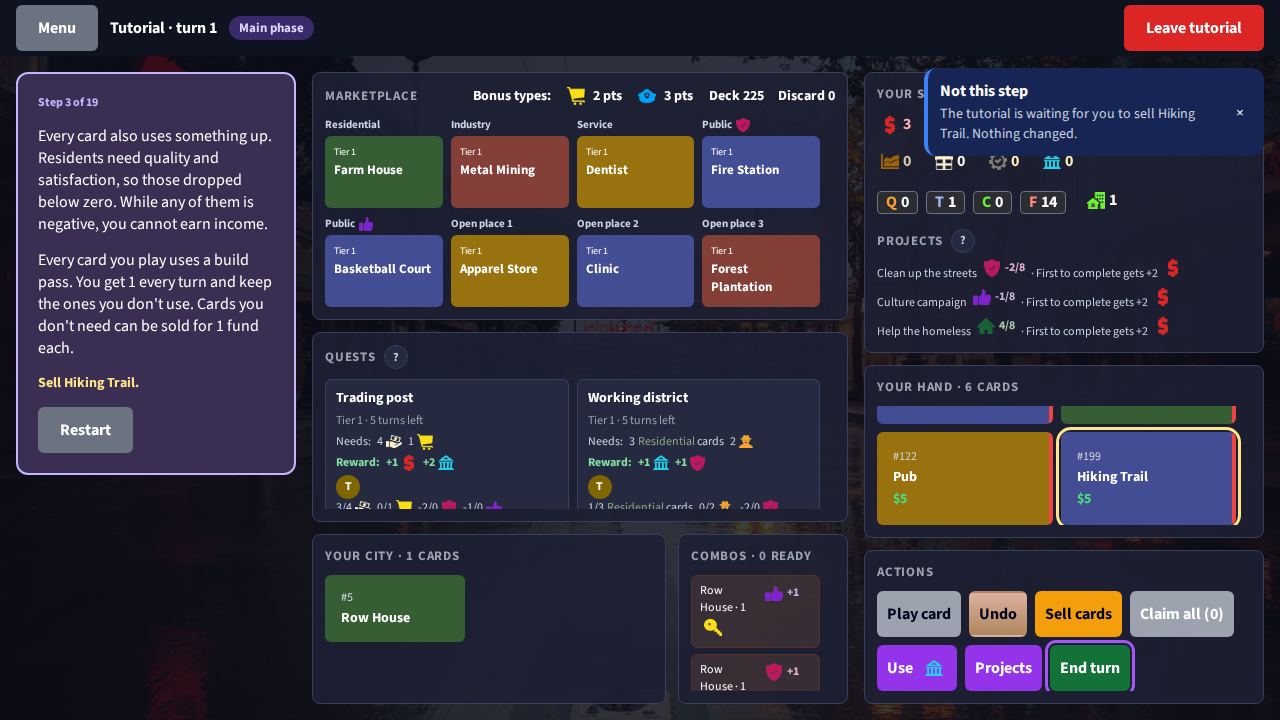 Menu
Tutorial · turn 1
Main phase
Leave tutorial
Step 3 of 19
Every card also uses something up.
Residents need quality and
satisfaction, so those dropped
below zero. While any of them is
negative, you cannot earn income.
Every card you play uses a build
pass. You get 1 every turn and keep
the ones you don't use. Cards you
don't need can be sold for 1 fund
each.
Sell Hiking Trail.
Restart
MARKETPLACE
Bonus types:
2 pts
3 pts
Deck 225
Discard 0
Residential
Industry
Service
Public
Tier 1
Farm House
Tier 1
Metal Mining
Tier 1
Dentist
Tier 1
Fire Station
Public
Open place 1
Open place 2
Open place 3
Tier 1
Basketball Court
Tier 1
Apparel Store
Tier 1
Clinic
Tier 1
Forest
Plantation
QUESTS
?
Trading post
Tier 1 · 5 turns left
Needs: 4 1
Reward: +1 +2
T
3/4 0/1 -2/0 -1/0
Working district
Tier 1 · 5 turns left
Needs: 3 Residential cards 2
Reward: +1 +1
T
1/3 Residential cards 0/2 -2/0
YOUR CITY · 1 CARDS
#5
Row House
COMBOS · 0 READY
Row
House · 1
+1
Row
House · 1
+1
YOUR S
3
Not this step
The tutorial is waiting for you to sell Hiking
Trail. Nothing changed.
×
0 0 0 0
Q 0
T 1
C 0
F 14
1
PROJECTS
?
Clean up the streets -2/8 · First to complete gets +2
Culture campaign -1/8 · First to complete gets +2
Help the homeless 4/8 · First to complete gets +2
YOUR HAND · 6 CARDS
#122
Pub
$5
#199
Hiking Trail
$5
ACTIONS
Play card
Undo
Sell cards
Claim all (0)
Use
Projects
End turn